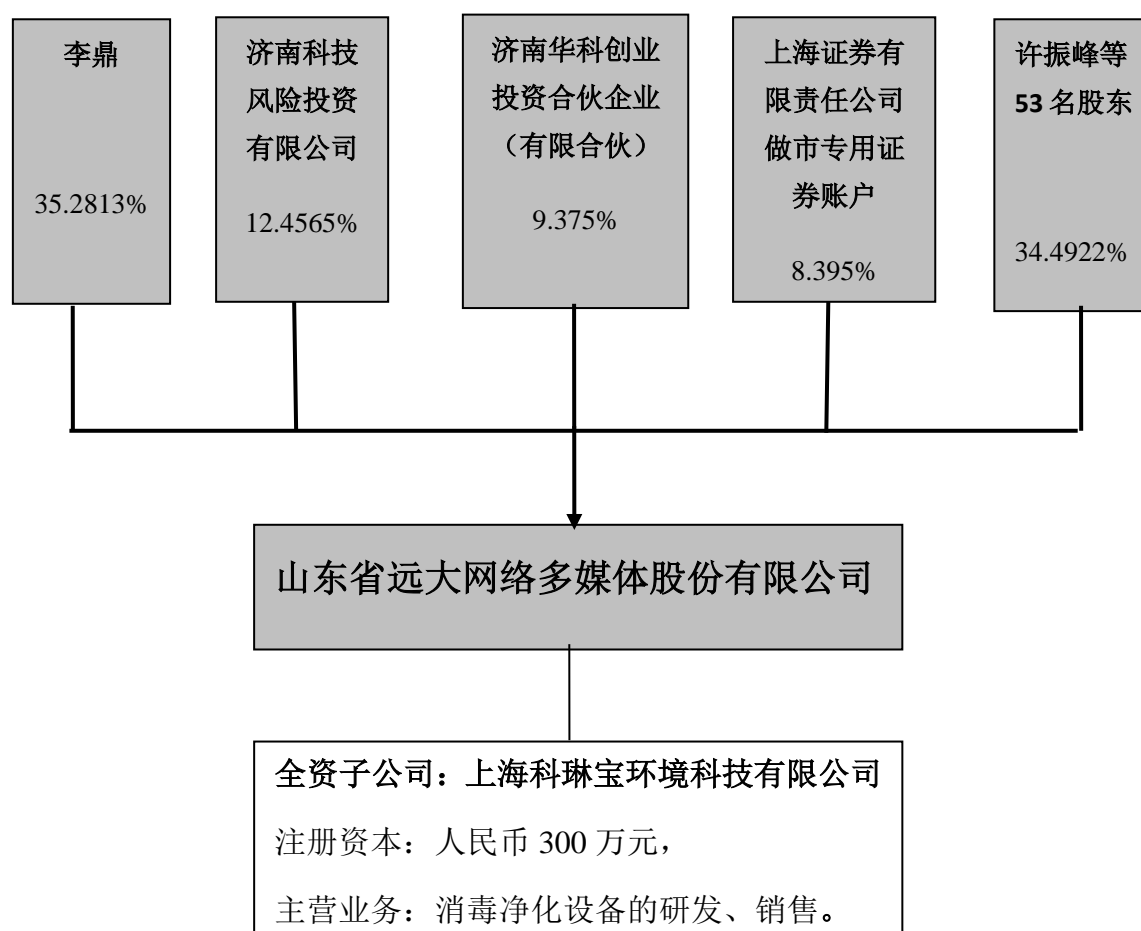 李鼎
35.2813%
济南科技
风险投资
有限公司
12.4565%
济南华科创业
投资合伙企业
（有限合伙）
9.375%
上海证券有
限责任公司
做市专用证
券账户
8.395%
许振峰等
53 名股东
34.4922%
山东省远大网络多媒体股份有限公司
全资子公司：上海科琳宝环境科技有限公司
注册资本：人民币 300 万元，
主营业务：消毒净化设备的研发、销售。